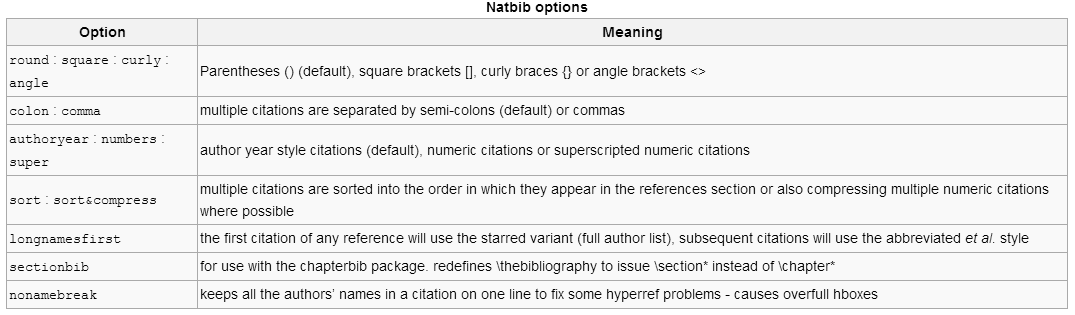 Natbib options
Option Meaning
round : square : curly :
angle
Parentheses () (default), square brackets [], curly braces {} or angle brackets <>
colon : comma multiple citations are separated by semi-colons (default) or commas
authoryear : numbers :
super
author year style citations (default), numeric citations or superscripted numeric citations
sort : sort&compress
multiple citations are sorted into the order in which they appear in the references section or also compressing multiple numeric citations
where possible
longnamesfirst the first citation of any reference will use the starred variant (full author list), subsequent citations will use the abbreviated et al. style
sectionbib for use with the chapterbib package. redefines \thebibliography to issue \section* instead of \chapter*
nonamebreak keeps all the authors' names in a citation on one line to fix some hyperref problems - causes overfull hboxes